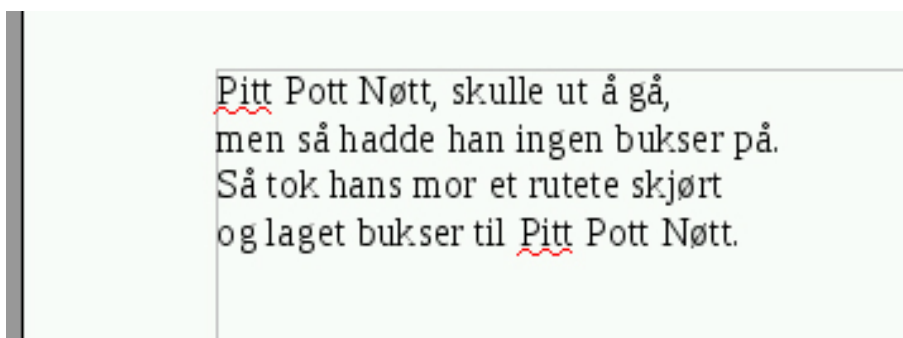 Pitt Pott Nøtt, skulle ut å gå,
men så hadde han ingen bukser på.
Så tok hans mor et rutete skjørt
og laget bukser til Pitt Pott Nøtt.